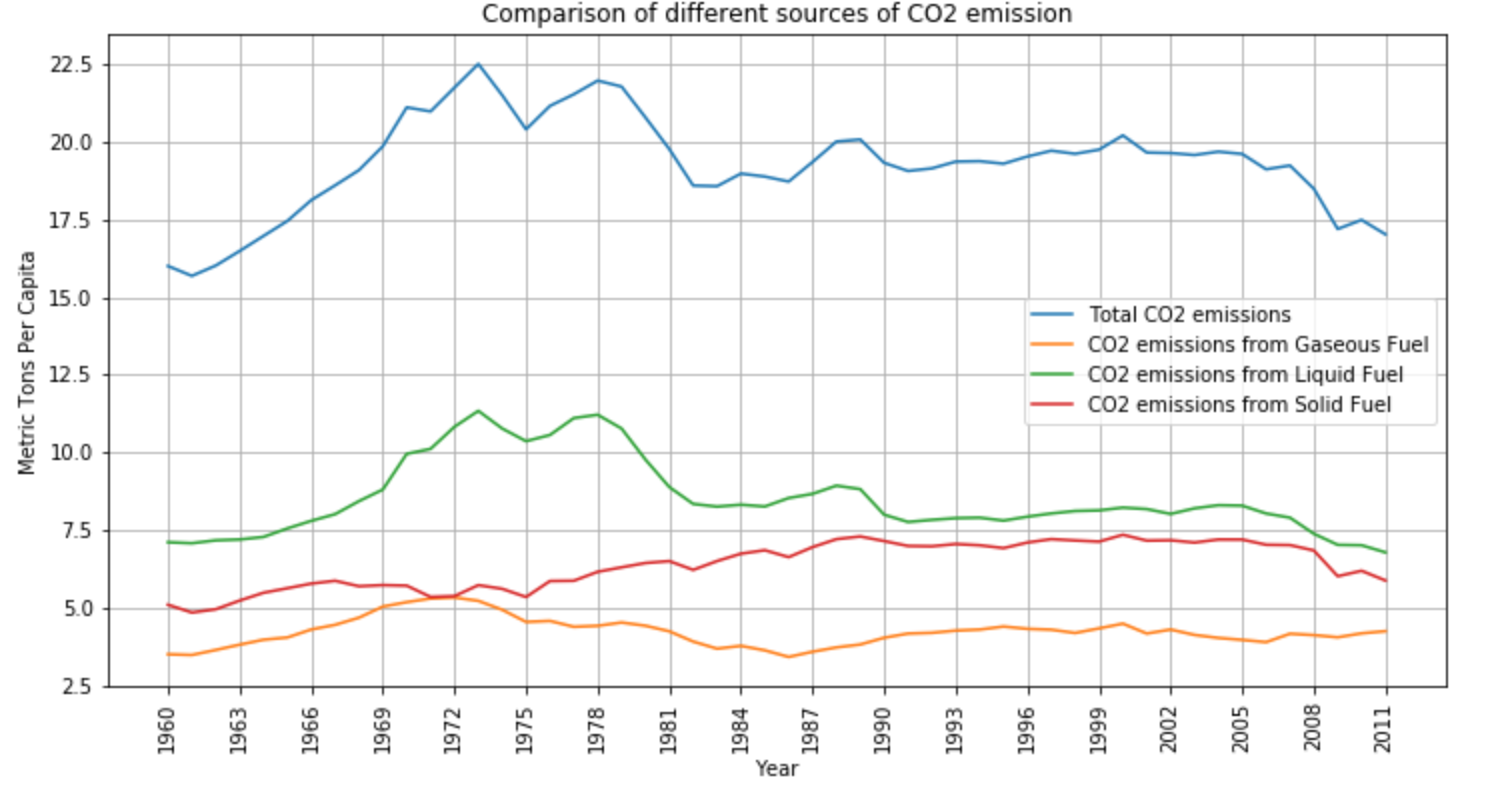 Comparison of different sources of CO2 emission
22.5
20.0
17.5
15.0
12.5
10.0
7.5
5.0
2.5
Metric Tons Per Capita
Total CO2 emissions
CO2 emissions from Gaseous Fuel
CO2 emissions from Liquid Fuel
CO2 emissions from Solid Fuel
1960 1963 1966 1969 1972 1975 1978 1981 1984 1987 1990 1993 1996 1999 2002 2005 2008 2011
Year